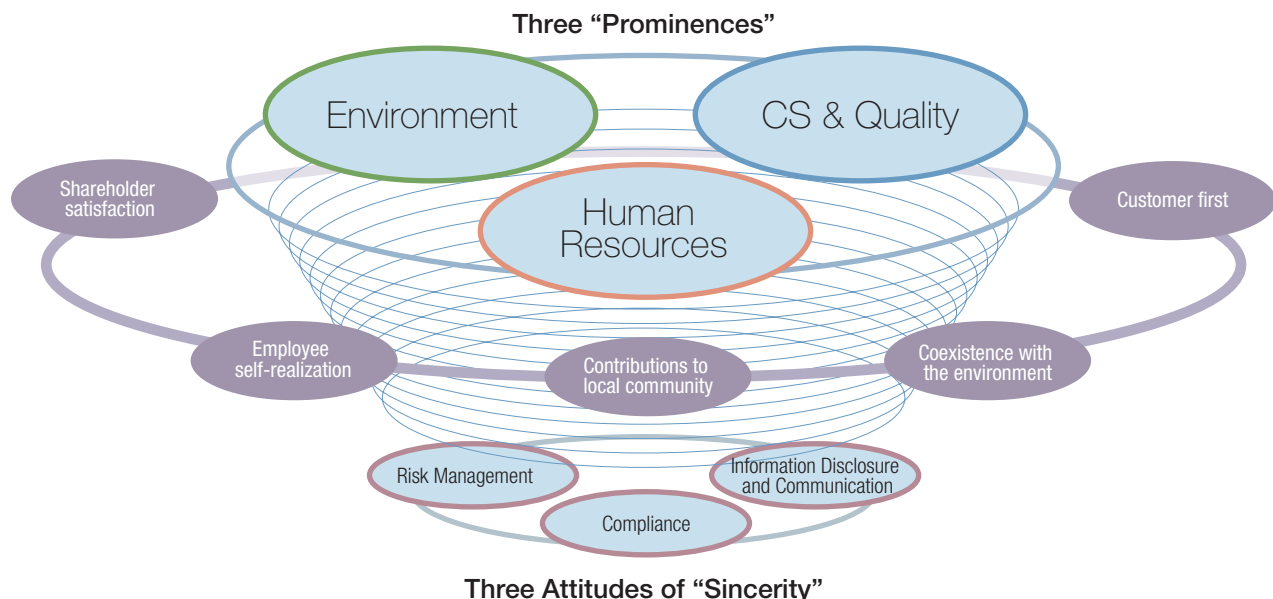 Three “Prominences”
Environment
CS & Quality
Human
Resources
Shareholder
satisfaction
Customer first
Employee
self-realization
Contributions to
local community
Coexistence with
the environment
Risk Management
Information Disclosure
and Communication
Compliance
Three Attitudes of “Sincerity”